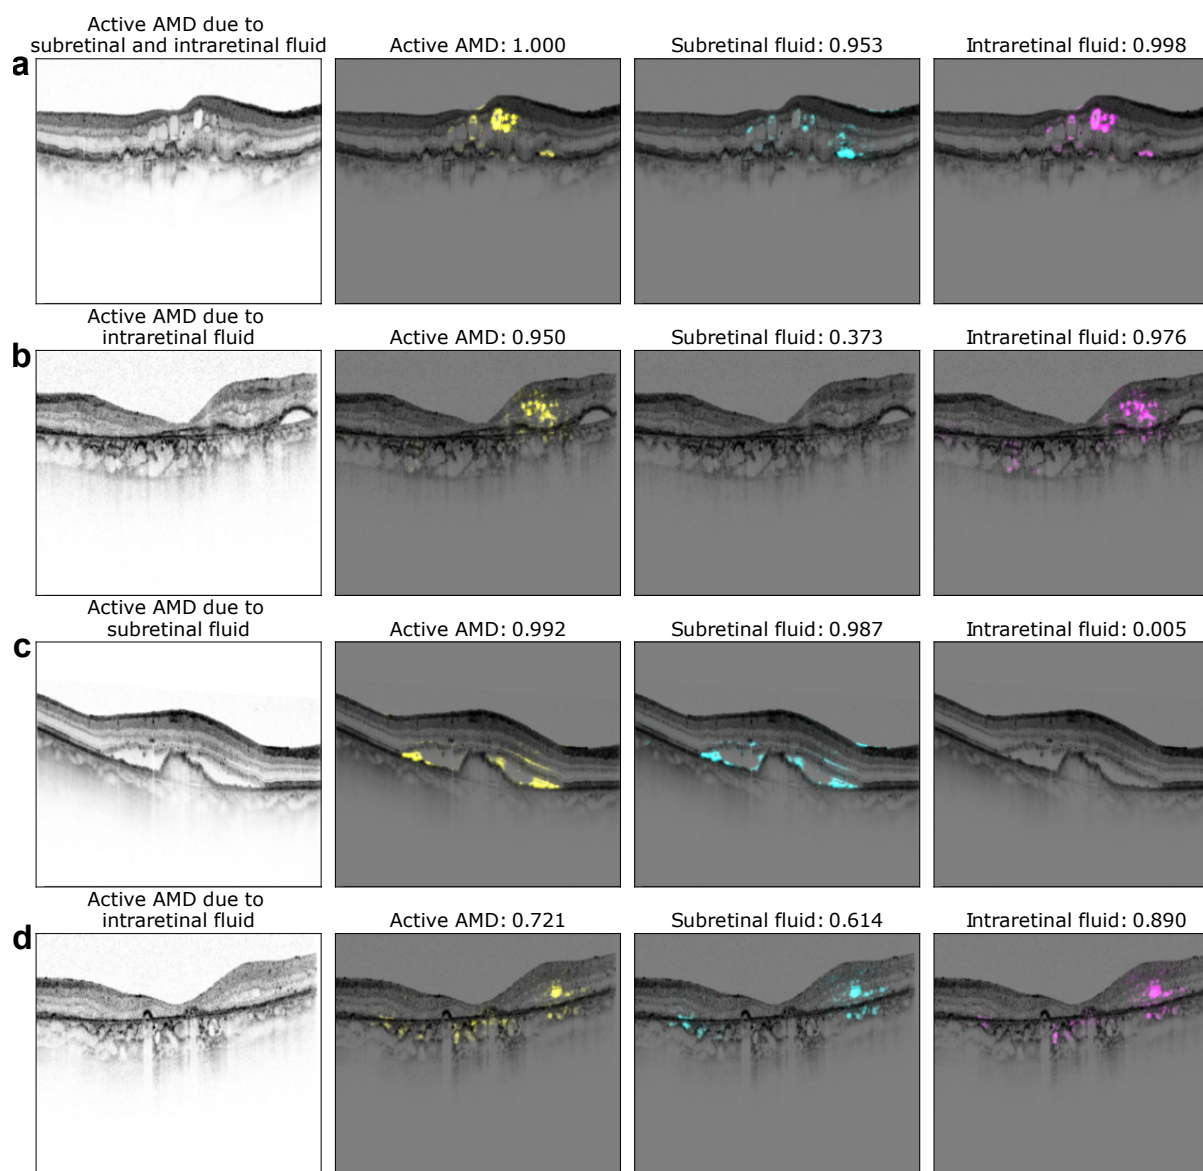 Active AMD due to
subretinal and intraretinal fluid
Active AMD: 1.000
Subretinal fluid: 0.953
Intraretinal fluid: 0.998
a
Active AMD due to
intraretinal fluid
Active AMD: 0.950
Subretinal fluid: 0.373
Intraretinal fluid: 0.976
b
Active AMD due to
subretinal fluid
Active AMD: 0.992
Subretinal fluid: 0.987
Intraretinal fluid: 0.005
c
Active AMD due to
intraretinal fluid
Active AMD: 0.721
Subretinal fluid: 0.614
Intraretinal fluid: 0.890
d